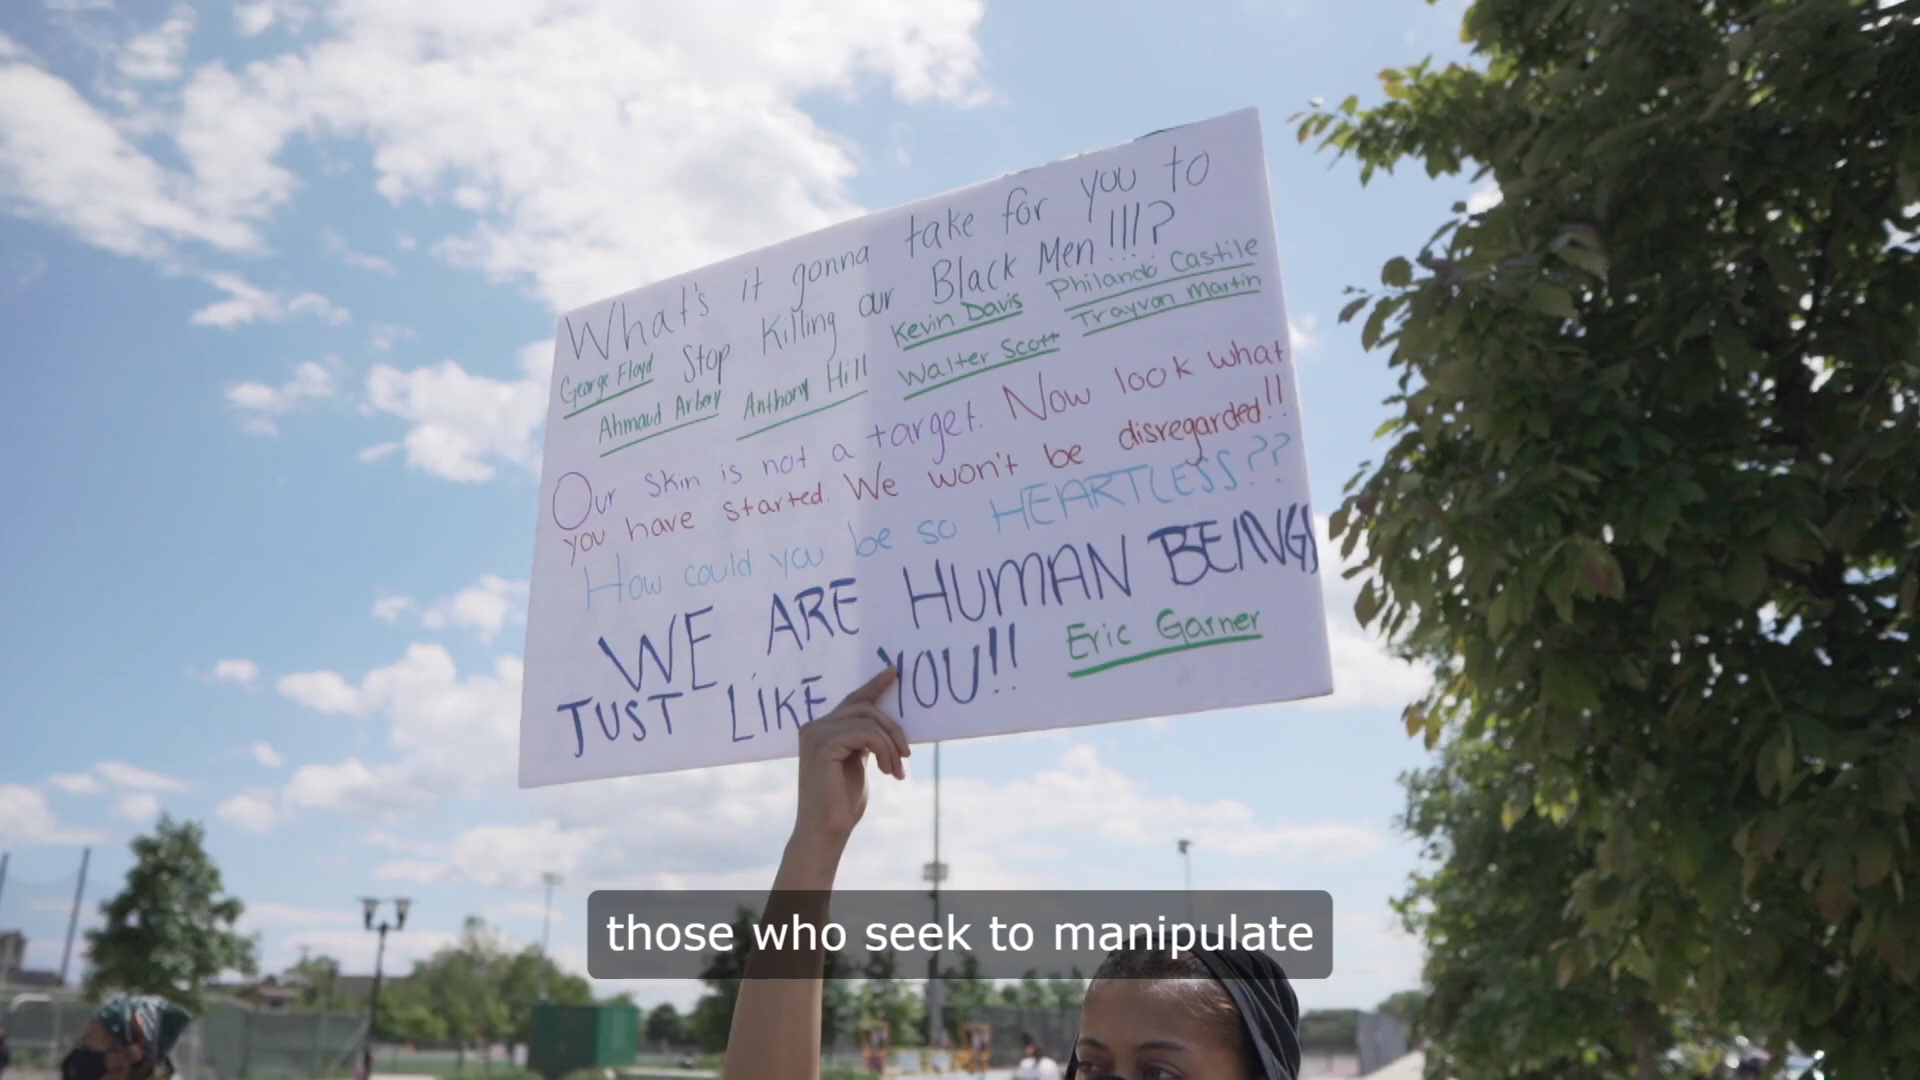 What's it gonna take for you to
Stop Killing our Black Men !!!?
George Floyd Ahmaud Arbery Anthony Hill Kevin Davis Walter Scott Philando Castile Trayvon Martin
Our skin is not a target. Now look what
you have started. We won't be disregarded!!
How could you be so HEARTLESS??
WE ARE HUMAN BEINGS
JUST LIKE YOU!! Eric Garner
those who seek to manipulate